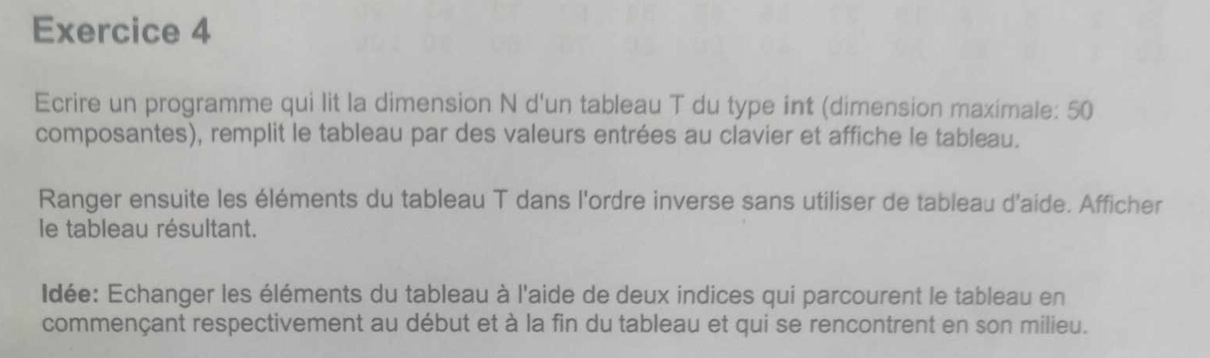 Exercice 4
Ecrire un programme qui lit la dimension N d'un tableau T du type int (dimension maximale: 50
composantes), remplit le tableau par des valeurs entrées au clavier et affiche le tableau.
Ranger ensuite les éléments du tableau T dans l'ordre inverse sans utiliser de tableau d'aide. Afficher
le tableau résultant.
Idée: Echanger les éléments du tableau à l'aide de deux indices qui parcourent le tableau en
commençant respectivement au début et à la fin du tableau et qui se rencontrent en son milieu.